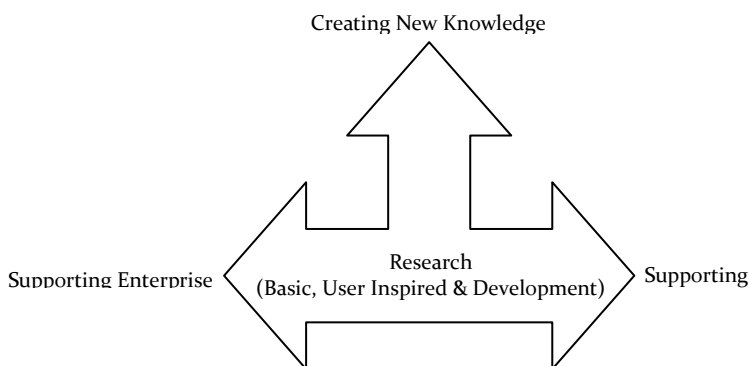 Creating New Knowledge
Research
Supporting Enterprise
(Basic, User Inspired & Development)
Supporting